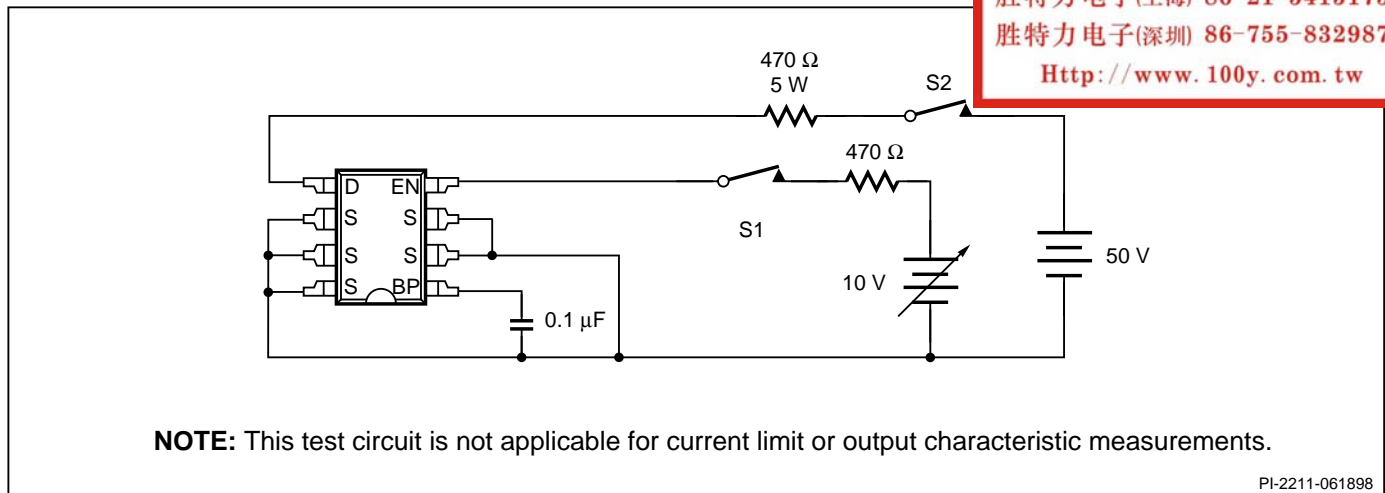 胜特力电子(深圳) 86-755-832987
Http://www.100y.com.tw
470 Ω
5 W
S2
470 Ω
S1
D EN
S S
S S
S BP
10 V
50 V
0.1 μF
NOTE: This test circuit is not applicable for current limit or output characteristic measurements.
PI-2211-061898